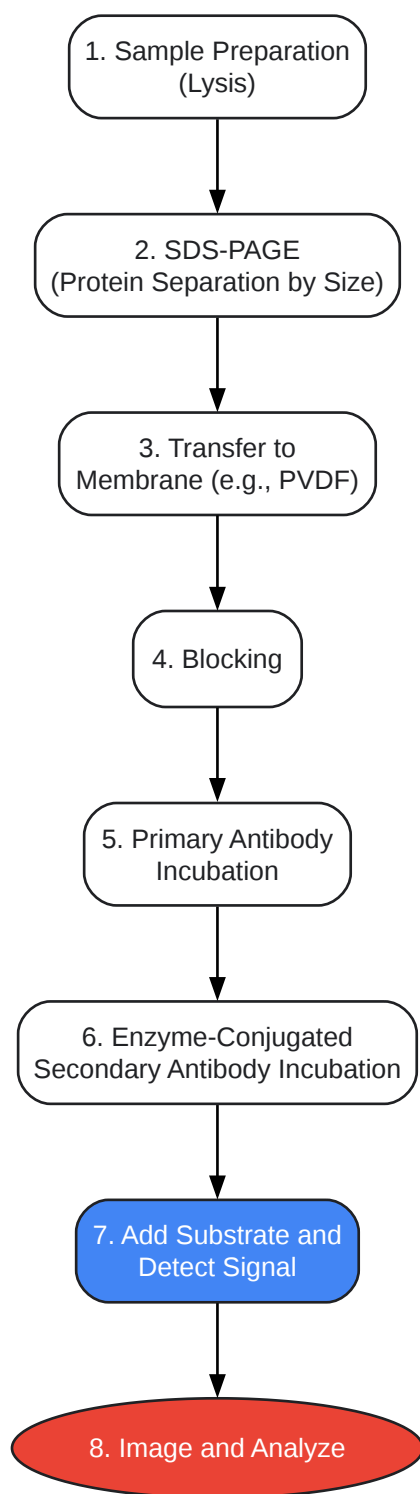 1. Sample Preparation
(Lysis)
2. SDS-PAGE
(Protein Separation by Size)
3. Transfer to
Membrane (e.g., PVDF)
4. Blocking
5. Primary Antibody
Incubation
6. Enzyme-Conjugated
Secondary Antibody Incubation
7. Add Substrate and
Detect Signal
8. Image and Analyze